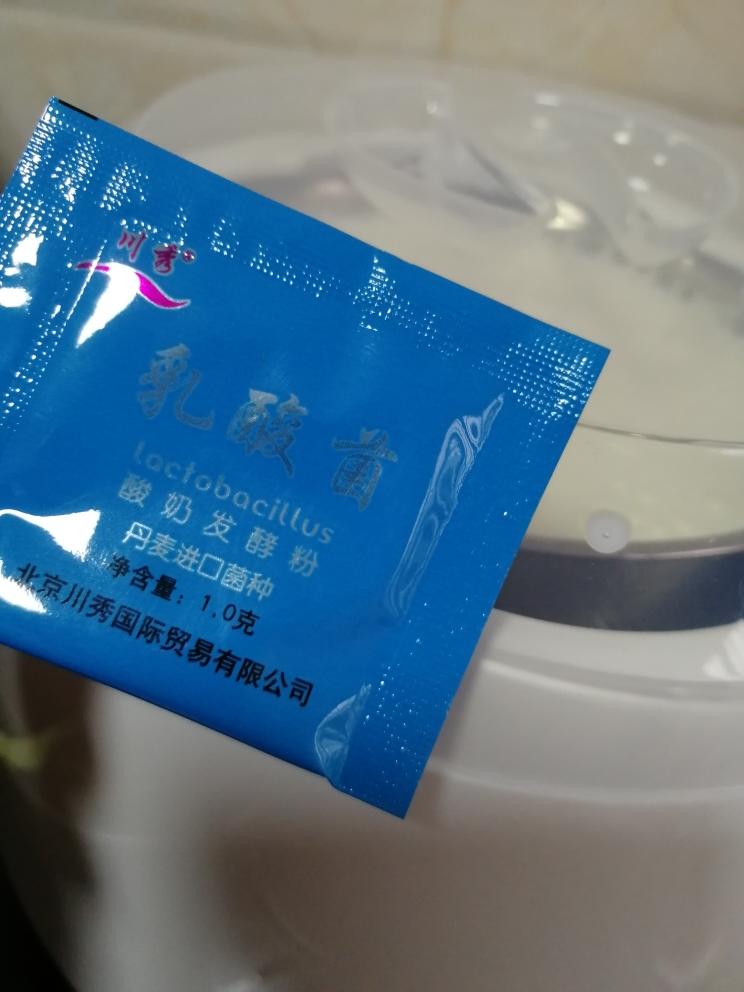 川秀®
乳酸菌
Lactobacillus
酸奶发酵粉
丹麦进口菌种
净含量：1.0克
北京川秀国际贸易有限公司